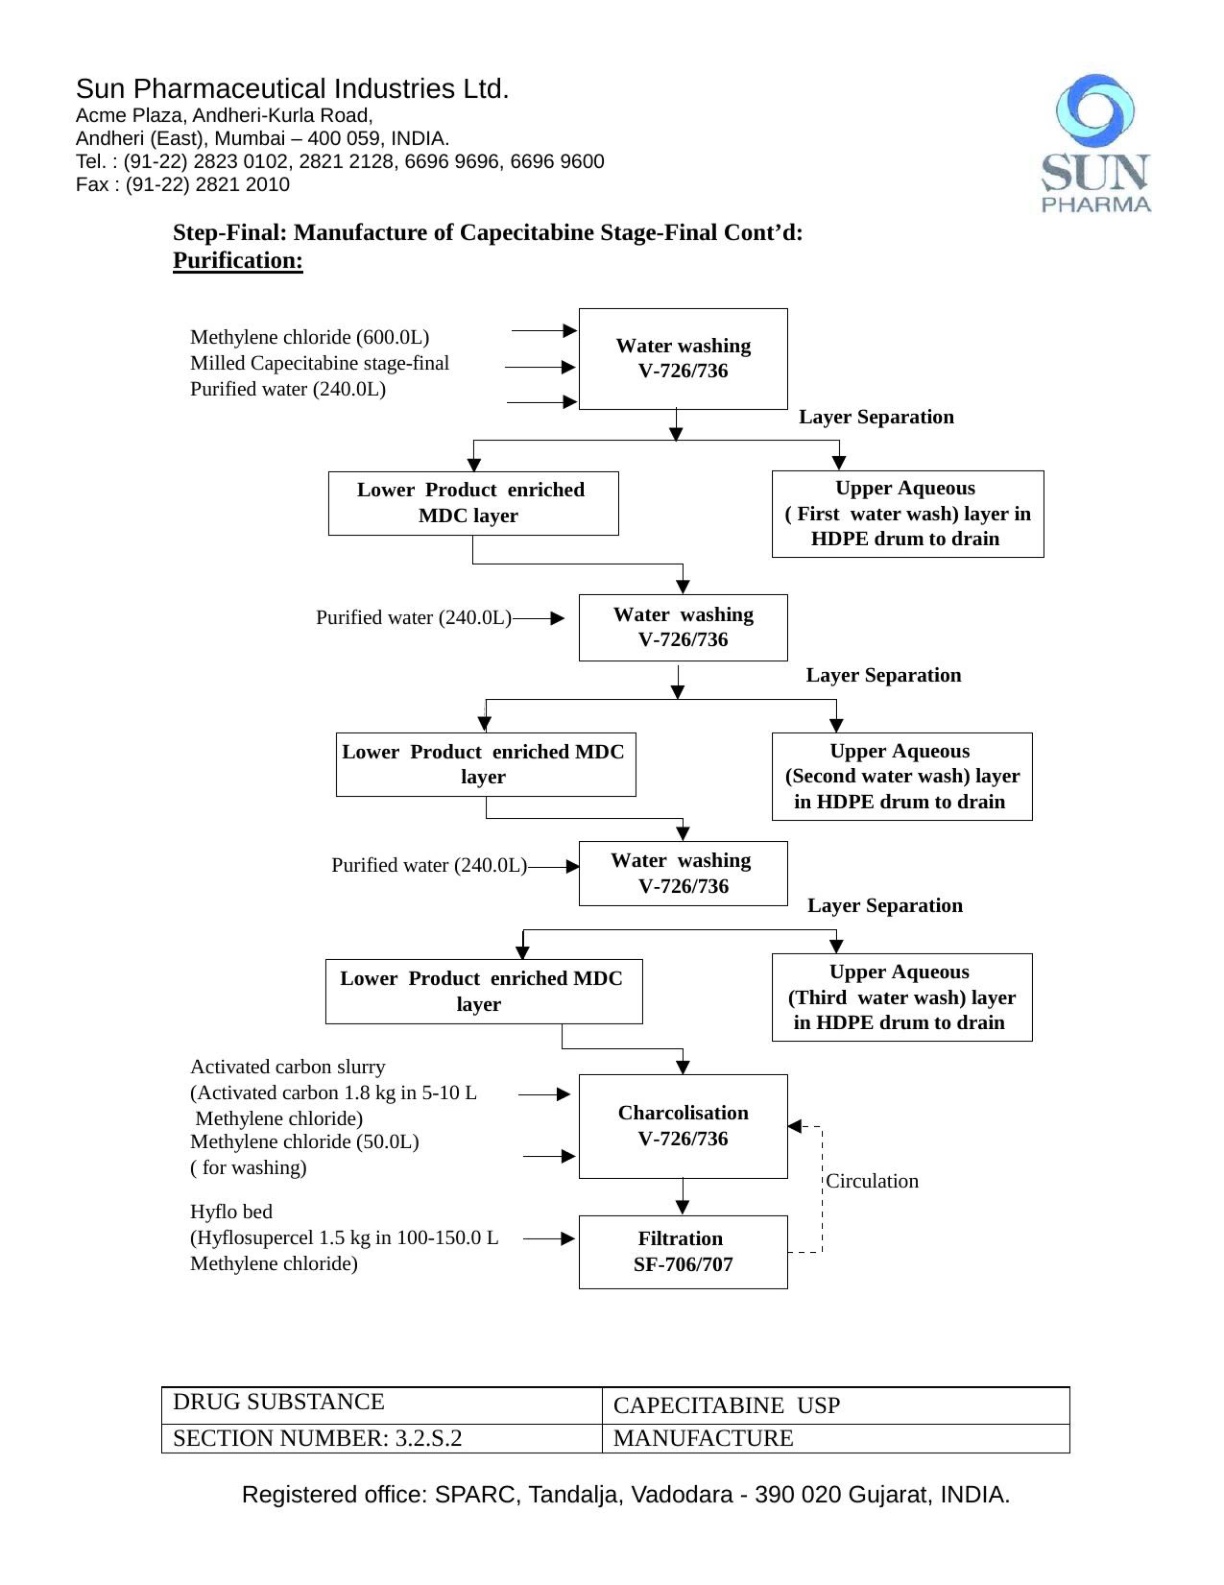 Sun Pharmaceutical Industries Ltd.
Acme Plaza, Andheri-Kurla Road,
Andheri (East), Mumbai – 400 059, INDIA.
Tel. : (91-22) 2823 0102, 2821 2128, 6696 9696, 6696 9600
Fax : (91-22) 2821 2010
SUN
PHARMA
Step-Final: Manufacture of Capecitabine Stage-Final Cont’d:
Purification:
Methylene chloride (600.0L)
Milled Capecitabine stage-final
Purified water (240.0L)
Water washing
V-726/736
Layer Separation
Lower Product enriched
MDC layer
Upper Aqueous
( First water wash) layer in
HDPE drum to drain
Purified water (240.0L)
Water washing
V-726/736
Layer Separation
Lower Product enriched MDC
layer
Upper Aqueous
(Second water wash) layer
in HDPE drum to drain
Purified water (240.0L)
Water washing
V-726/736
Layer Separation
Lower Product enriched MDC
layer
Upper Aqueous
(Third water wash) layer
in HDPE drum to drain
Activated carbon slurry
(Activated carbon 1.8 kg in 5-10 L
Methylene chloride)
Methylene chloride (50.0L)
( for washing)
Charcolisation
V-726/736
Circulation
Hyflo bed
(Hyflosupercel 1.5 kg in 100-150.0 L
Methylene chloride)
Filtration
SF-706/707
DRUG SUBSTANCE
CAPECITABINE USP
SECTION NUMBER: 3.2.S.2
MANUFACTURE
Registered office: SPARC, Tandalja, Vadodara - 390 020 Gujarat, INDIA.